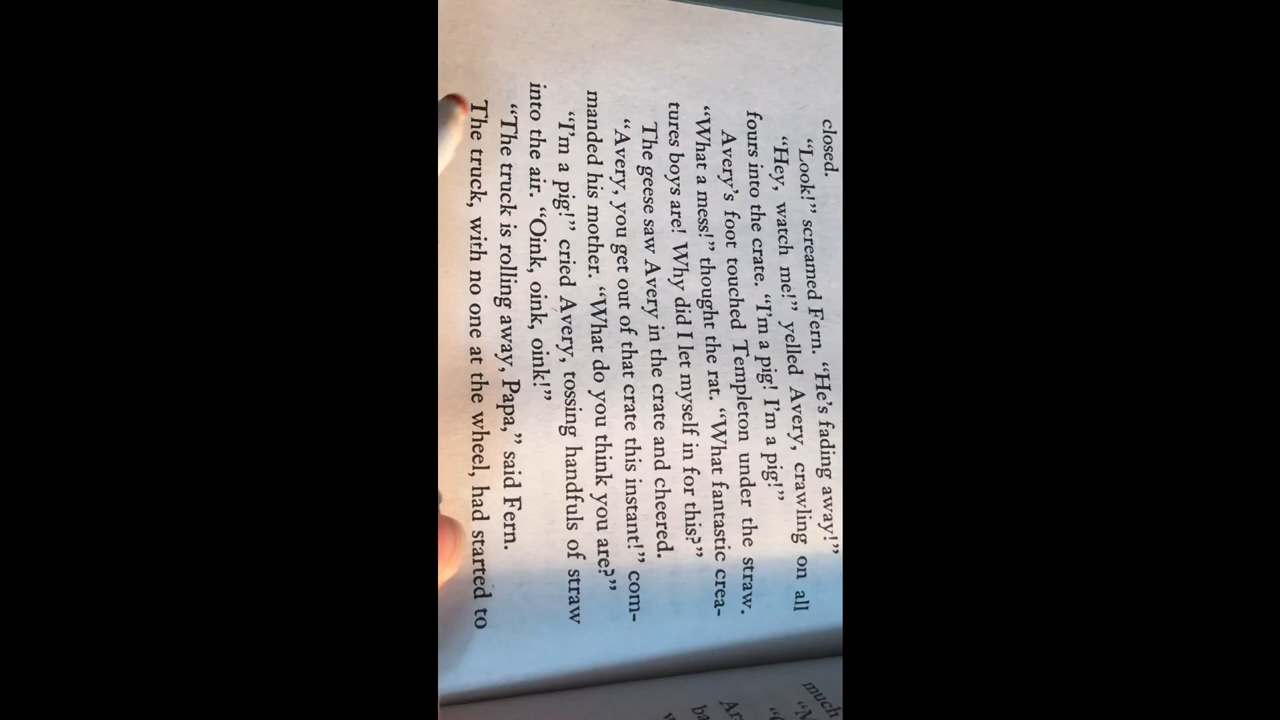 closed.
“Look!” screamed Fern. “He’s fading away!”
“Hey, watch me!” yelled Avery, crawling on all
fours into the crate. “I’m a pig! I’m a pig!”
Avery’s foot touched Templeton under the straw.
“What a mess!” thought the rat. “What fantastic crea-
tures boys are! Why did I let myself in for this?”
The geese saw Avery in the crate and cheered.
“Avery, you get out of that crate this instant!” com-
manded his mother. “What do you think you are?”
“I’m a pig!” cried Avery, tossing handfuls of straw
into the air. “Oink, oink, oink!”
“The truck is rolling away, Papa,” said Fern.
The truck, with no one at the wheel, had started to
much